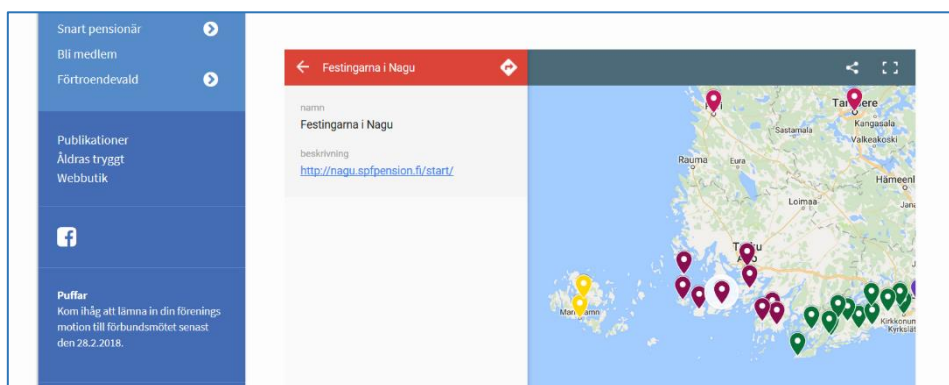 Snart pensionär
Bli medlem
Förtroendevald
Publikationer
Åldras tryggt
Webbutik
Puffar
Kom ihåg att lämna in din förenings
motion till förbundsmötet senast
den 28.2.2018.
Festingarna i Nagu
namn
Festingarna i Nagu
beskrivning
http://nagu.spfpension.fi/start/
Kangasala
Sastamala
Valkeakoski
Rauma
Eura
Hämeenl
Loimaa
Jana
Kirkkonum
Kyrkslät